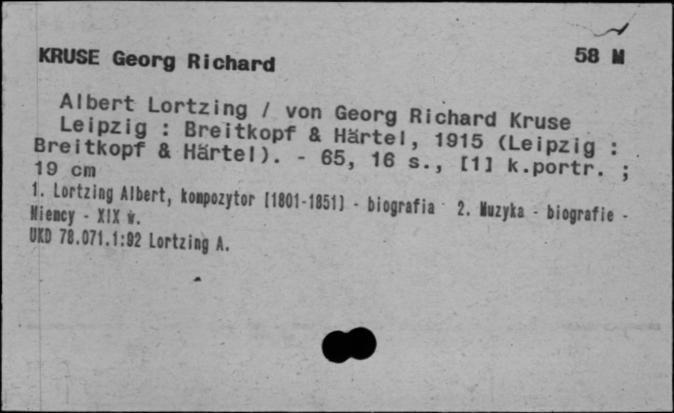 KRUSE Georg Richard
58 M
Albert Lortzing / von Georg Richard Kruse
Leipzig : Breitkopf & Härtel, 1915 (Leipzig :
Breitkopf & Härtel). - 65, 16 s., [1] k.portr. ;
19 cm
1. Lortzing Albert, kompozytor [1801-1851] - biografia 2. Muzyka - biografie -
Niemcy - XIX w.
UKD 78.071.1:92 Lortzing A.